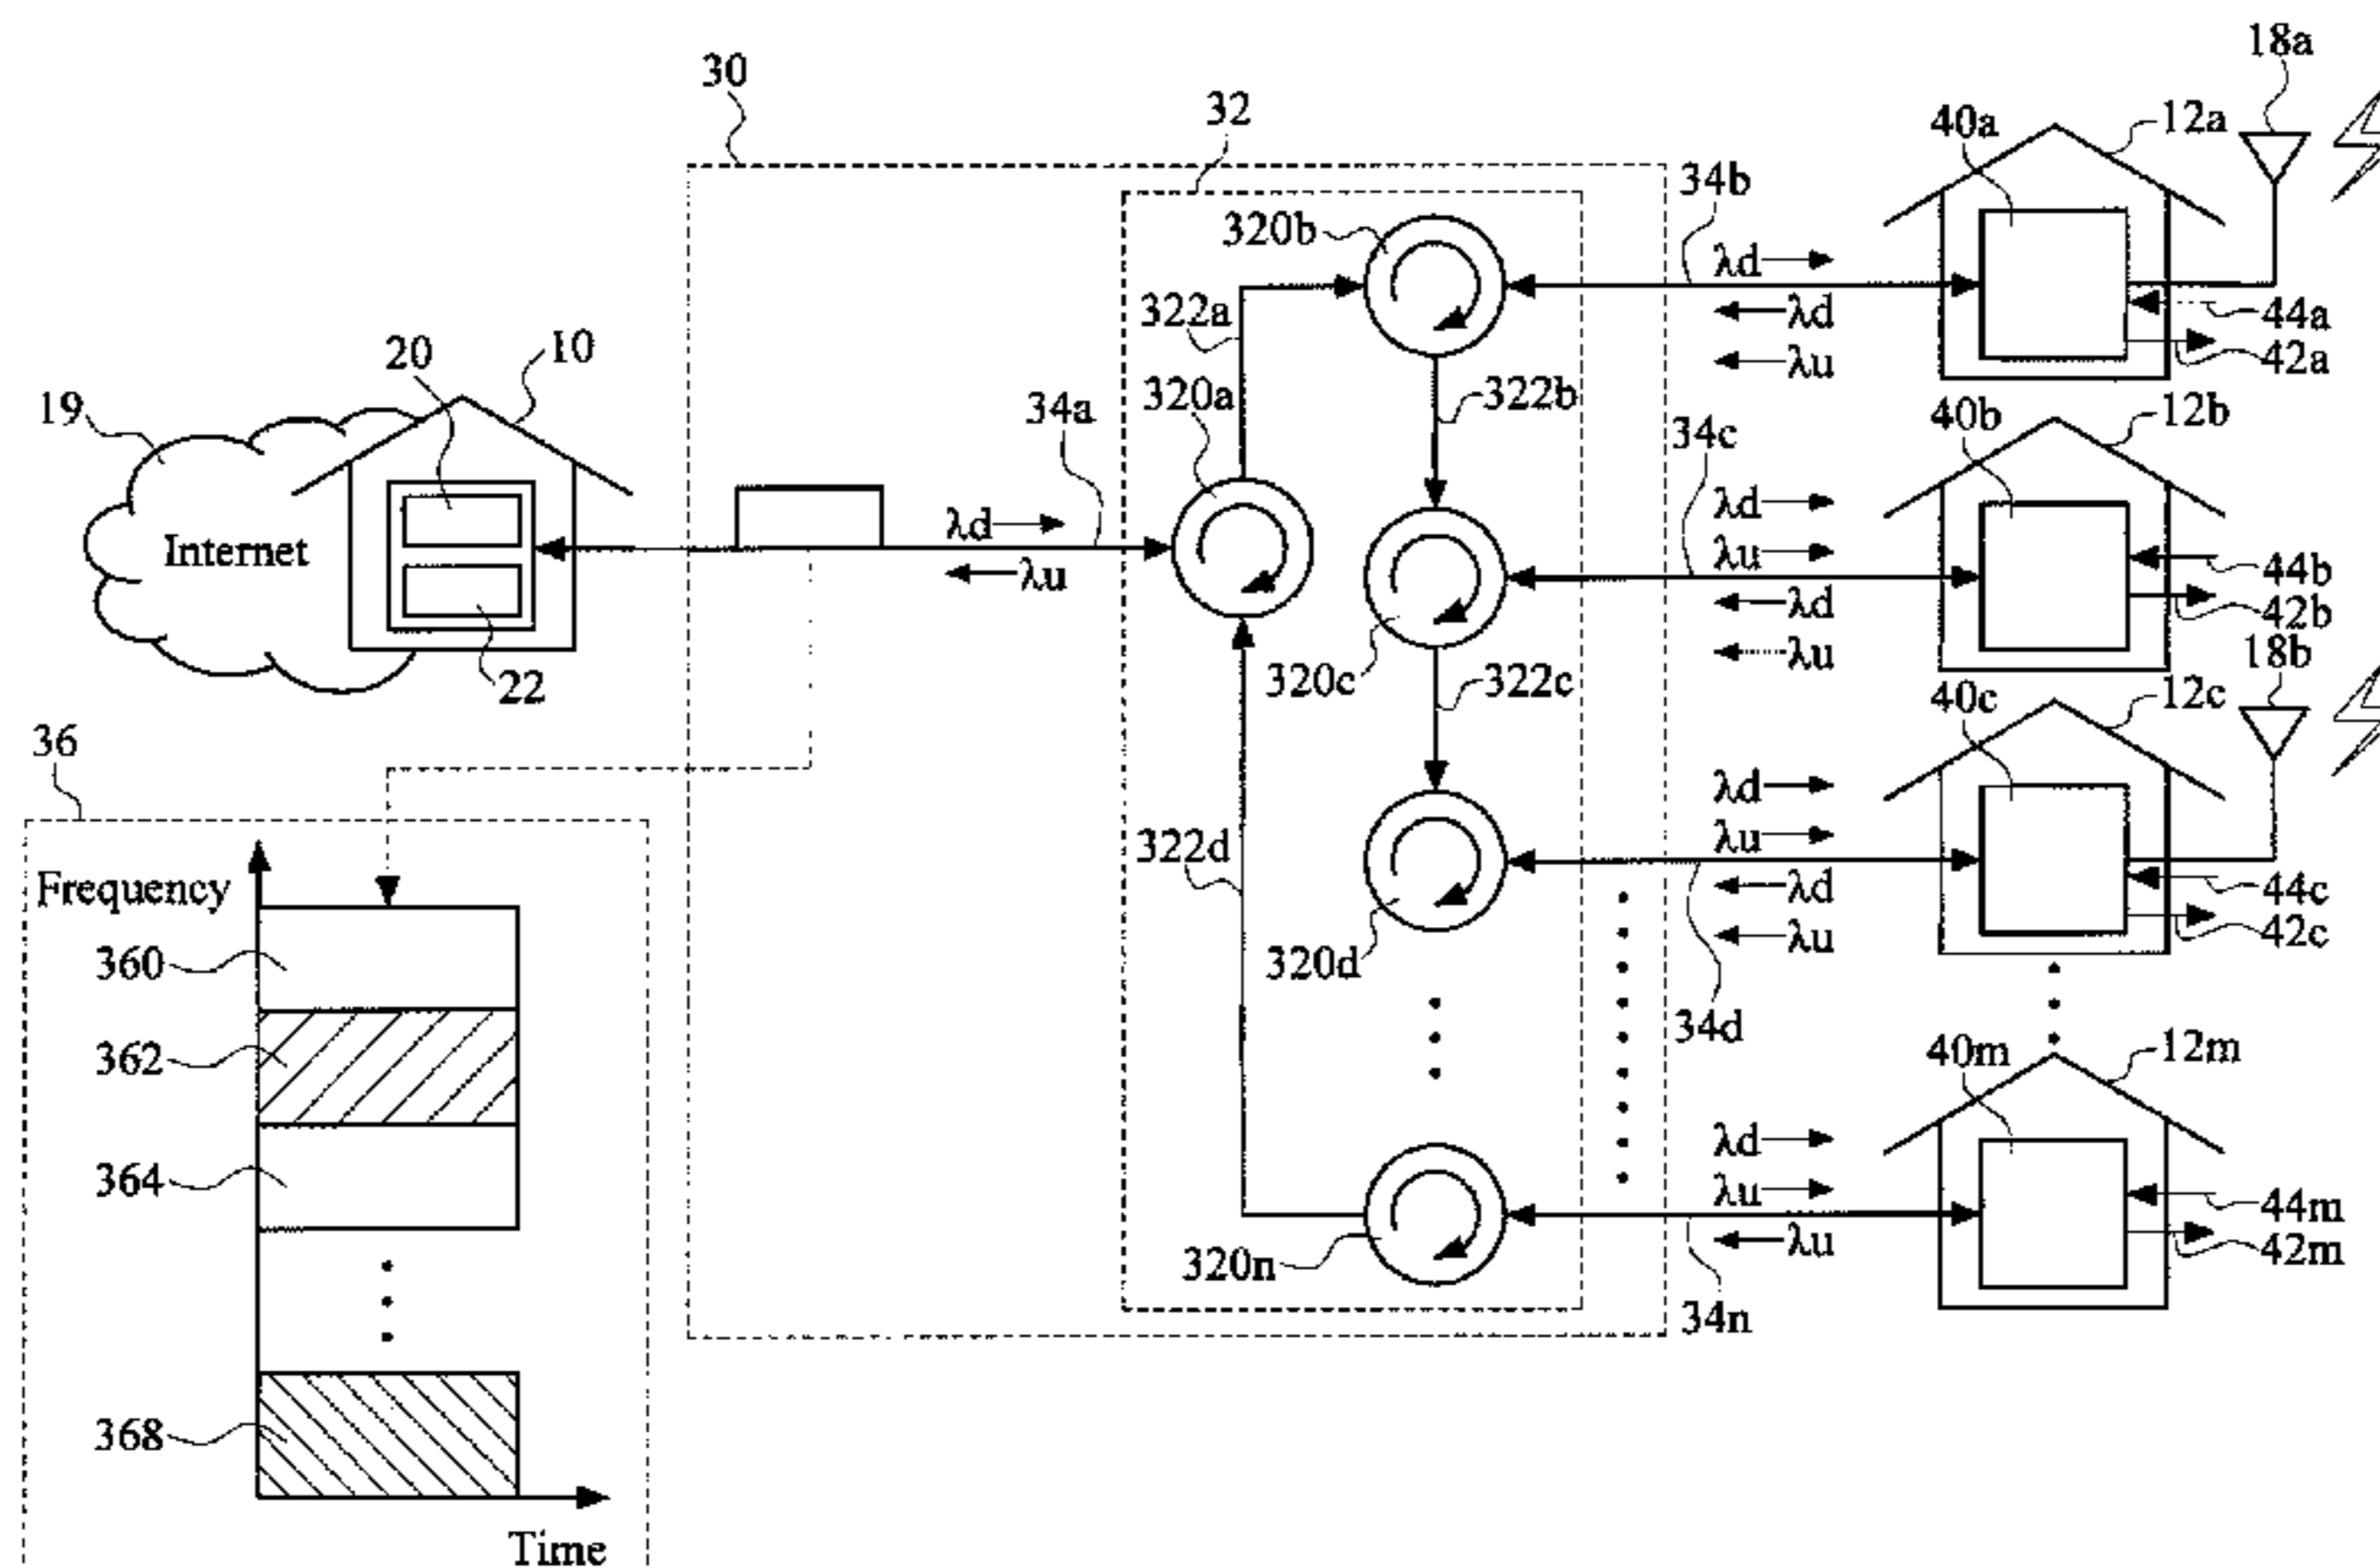 18a
30
32
40a
12a
34b
320b
λd
44a
322a
λd
42a
λu
20
10
19
320a
322b
40b
12b
34a
34c
λd
λd
Internet
λu
44b
λu
λd
42b
320c
322c
λu
18b
22
40c
12c
36
λd
322d
λu
Frequency
λd
44c
λu
42c
360
320d
34d
362
40m
12m
λd
364
λu
44m
320n
λu
42m
34n
368
Time